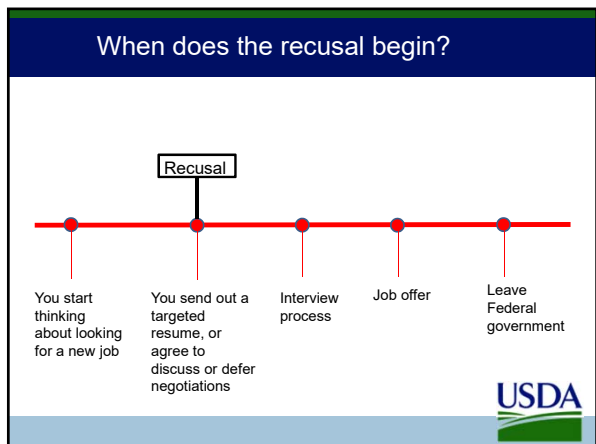 When does the recusal begin?
Recusal
You start
thinking
about looking
for a new job
You send out a
targeted
resume, or
agree to
discuss or defer
negotiations
Interview
process
Job offer
Leave
Federal
government
USDA